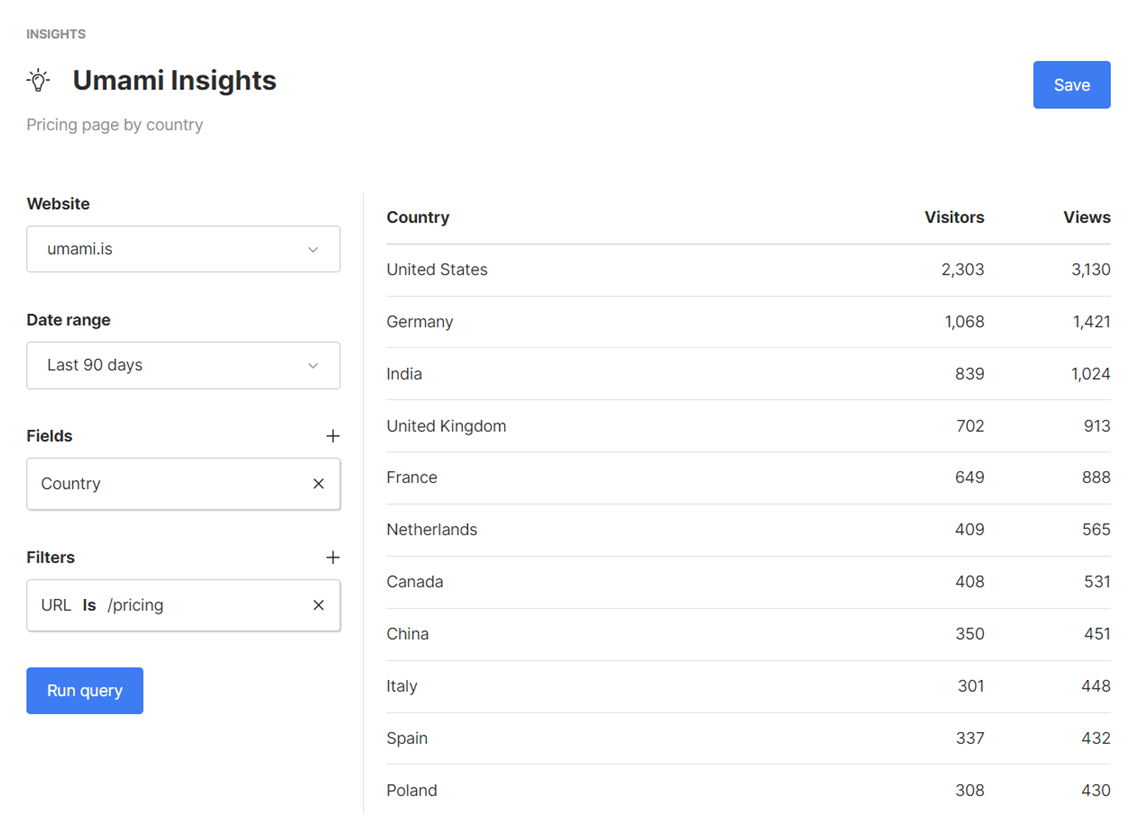 INSIGHTS
Umami Insights
Save
Pricing page by country
Website
umami.is
Date range
Last 90 days
Fields
Country
Filters
URL Is /pricing
Run query
Country Visitors Views
United States 2,303 3,130
Germany 1,068 1,421
India 839 1,024
United Kingdom 702 913
France 649 888
Netherlands 409 565
Canada 408 531
China 350 451
Italy 301 448
Spain 337 432
Poland 308 430